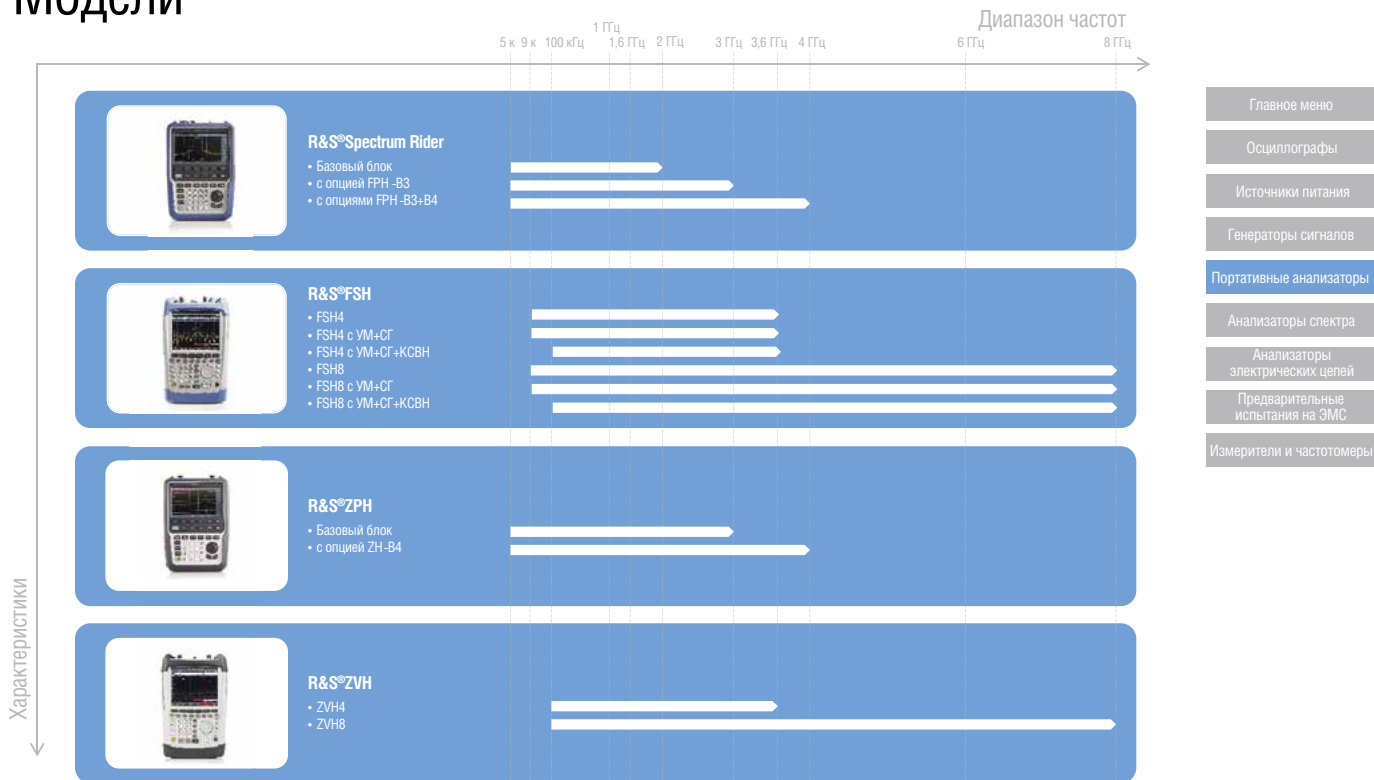 Модели
Диапазон частот
1 ГГц
5 к 9 к 100 кГц 1,6 ГГц 2 ГГц 3 ГГц 3,6 ГГц 4 ГГц 6 ГГц 8 ГГц
Характеристики
R&S®Spectrum Rider
• Базовый блок
• с опцией FPH -B3
• с опциями FPH -B3+B4
R&S®FSH
• FSH4
• FSH4 с УМ+СГ
• FSH4 с УМ+СГ+КСВН
• FSH8
• FSH8 с УМ+СГ
• FSH8 с УМ+СГ+КСВН
R&S®ZPH
• Базовый блок
• с опцией ZH -B4
R&S®ZVH
• ZVH4
• ZVH8
Главное меню
Осциллографы
Источники питания
Генераторы сигналов
Портативные анализаторы
Анализаторы спектра
Анализаторы
электрических цепей
Предварительные
испытания на ЭМС
Измерители и частотомеры